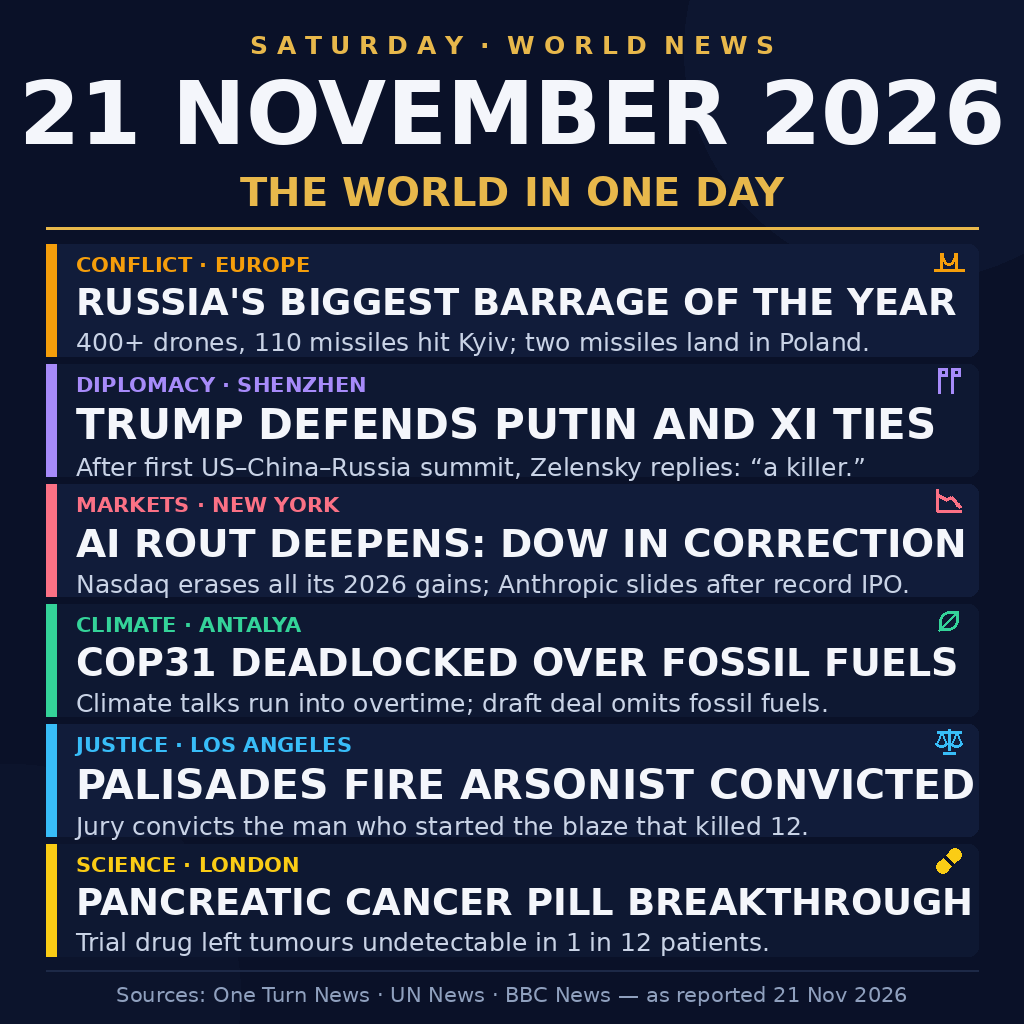 SATURDAY · WORLD NEWS
21 NOVEMBER 2026
THE WORLD IN ONE DAY
CONFLICT · EUROPE
RUSSIA'S BIGGEST BARRAGE OF THE YEAR
400+ drones, 110 missiles hit Kyiv; two missiles land in Poland.
DIPLOMACY · SHENZHEN
TRUMP DEFENDS PUTIN AND XI TIES
After first US–China–Russia summit, Zelensky replies: “a killer.”
MARKETS · NEW YORK
AI ROUT DEEPENS: DOW IN CORRECTION
Nasdaq erases all its 2026 gains; Anthropic slides after record IPO.
CLIMATE · ANTALYA
COP31 DEADLOCKED OVER FOSSIL FUELS
Climate talks run into overtime; draft deal omits fossil fuels.
JUSTICE · LOS ANGELES
PALISADES FIRE ARSONIST CONVICTED
Jury convicts the man who started the blaze that killed 12.
SCIENCE · LONDON
PANCREATIC CANCER PILL BREAKTHROUGH
Trial drug left tumours undetectable in 1 in 12 patients.
Sources: One Turn News · UN News · BBC News — as reported 21 Nov 2026